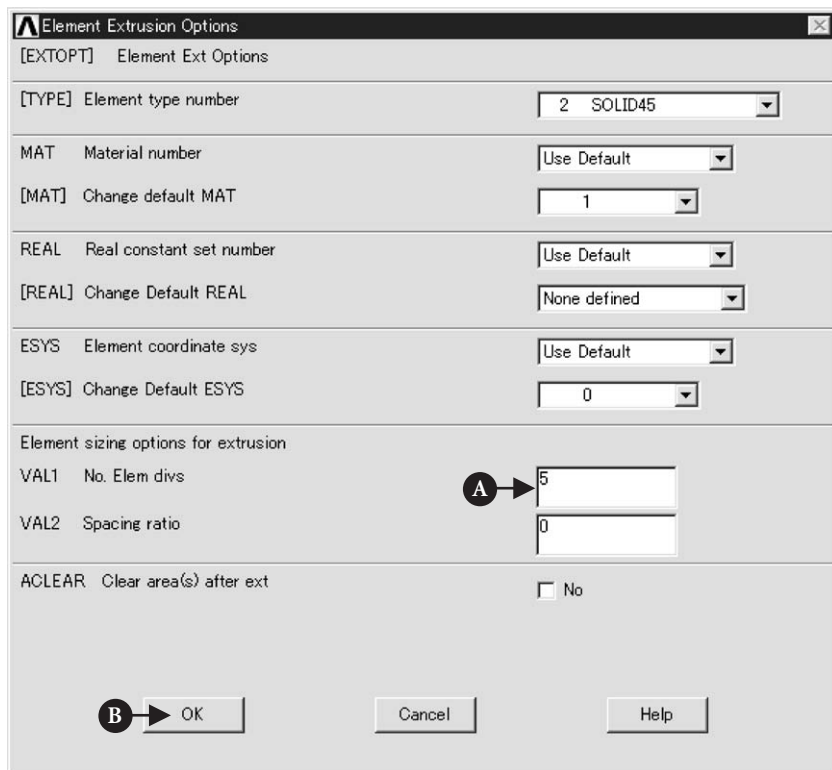 Element Extrusion Options
[EXTOPT] Element Ext Options
[TYPE] Element type number 2 SOLID45
MAT Material number Use Default
[MAT] Change default MAT 1
REAL Real constant set number Use Default
[REAL] Change Default REAL None defined
ESYS Element coordinate sys Use Default
[ESYS] Change Default ESYS 0
Element sizing options for extrusion
VAL1 No. Elem divs A 5
VAL2 Spacing ratio 0
ACLEAR Clear area(s) after ext No
B OK Cancel Help